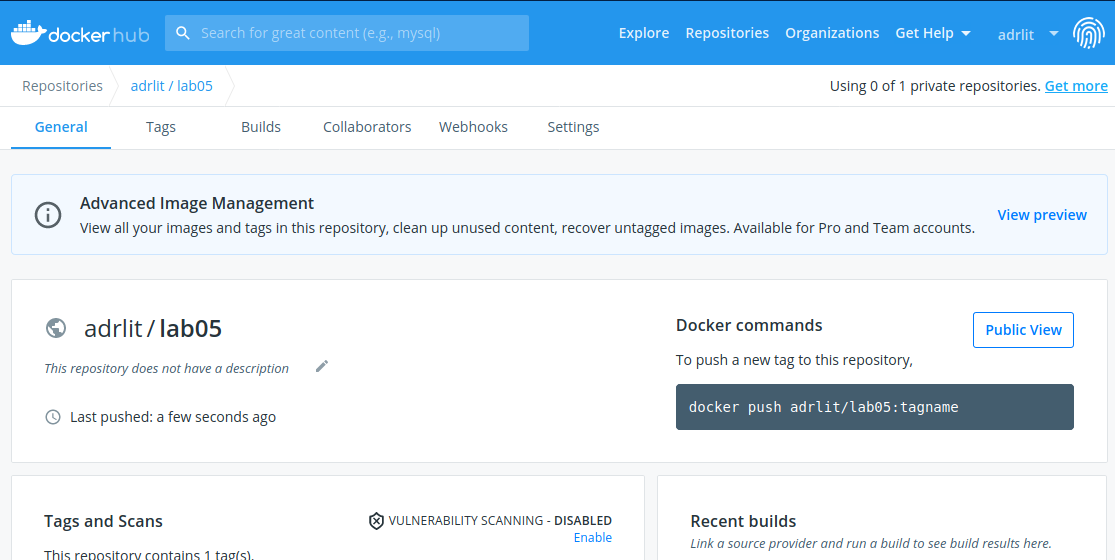 docker hub
Search for great content (e.g., mysql)
Explore Repositories Organizations Get Help adrlit
Repositories adrlit / lab05
Using 0 of 1 private repositories. Get more
General Tags Builds Collaborators Webhooks Settings
Advanced Image Management
View all your images and tags in this repository, clean up unused content, recover untagged images. Available for Pro and Team accounts.
View preview
adrlit / lab05
This repository does not have a description
Last pushed: a few seconds ago
Docker commands
Public View
To push a new tag to this repository,
docker push adrlit/lab05:tagname
Tags and Scans
VULNERABILITY SCANNING - DISABLED
Enable
This repository contains 1 tag(s).
Recent builds
Link a source provider and run a build to see build results here.